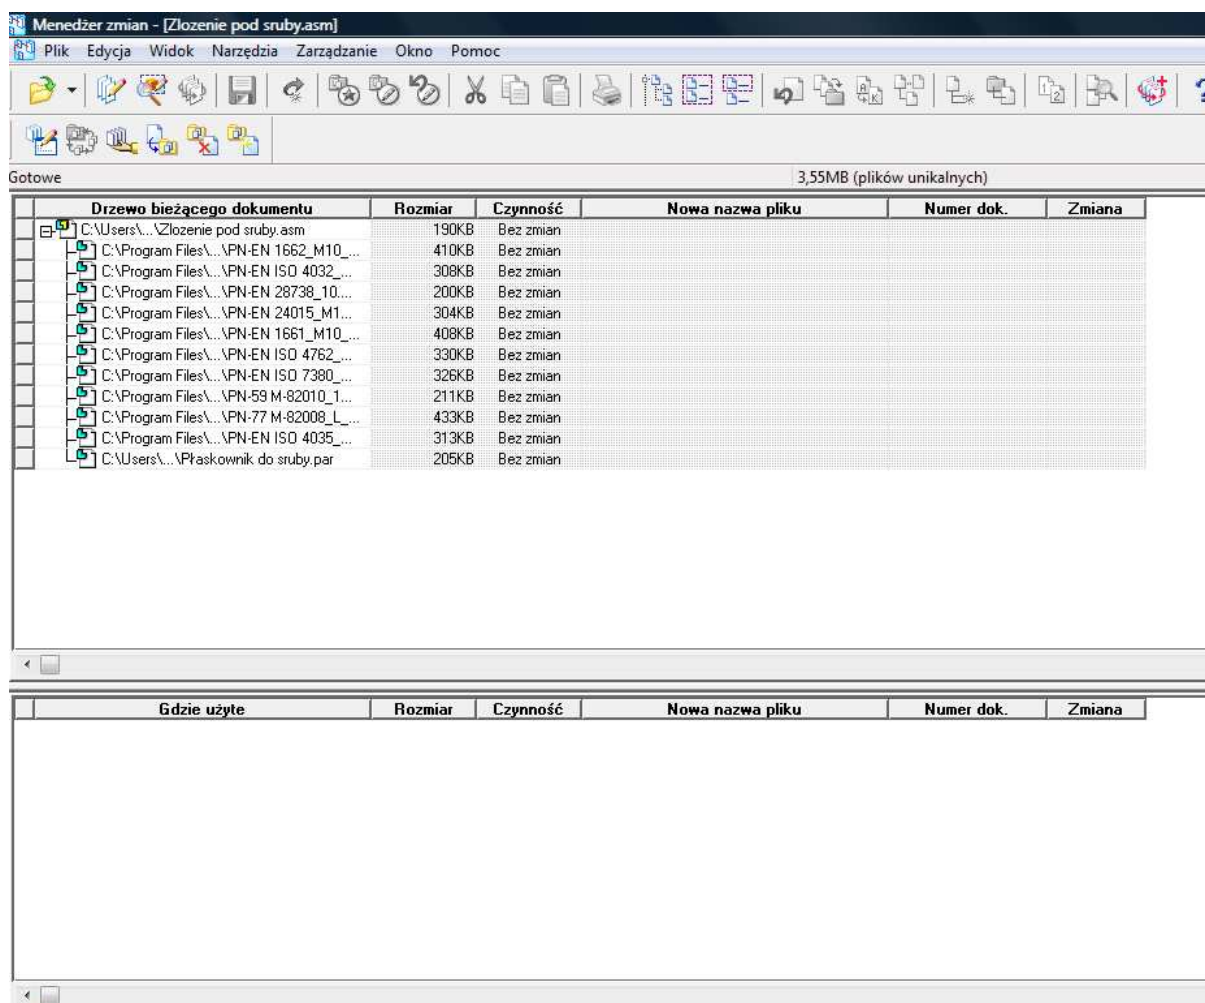 Menedżer zmian - [Zlozenie pod sruby.asm]
Plik Edycja Widok Narzędzia Zarządzanie Okno Pomoc
Gotowe 3,55MB (plików unikalnych)
Drzewo bieżącego dokumentu Rozmiar Czynność Nowa nazwa pliku Numer dok. Zmiana
C:\Users\...\Zlozenie pod sruby.asm 190KB Bez zmian
C:\Program Files\...\PN-EN 1662_M10_... 410KB Bez zmian
C:\Program Files\...\PN-EN ISO 4032_... 308KB Bez zmian
C:\Program Files\...\PN-EN 28738_10.... 200KB Bez zmian
C:\Program Files\...\PN-EN 24015_M1... 304KB Bez zmian
C:\Program Files\...\PN-EN 1661_M10_... 408KB Bez zmian
C:\Program Files\...\PN-EN ISO 4762_... 330KB Bez zmian
C:\Program Files\...\PN-EN ISO 7380_... 326KB Bez zmian
C:\Program Files\...\PN-59 M-82010_1... 211KB Bez zmian
C:\Program Files\...\PN-77 M-82008_L_... 433KB Bez zmian
C:\Program Files\...\PN-EN ISO 4035_... 313KB Bez zmian
C:\Users\...\Płaskownik do sruby.par 205KB Bez zmian
Gdzie użyte Rozmiar Czynność Nowa nazwa pliku Numer dok. Zmiana